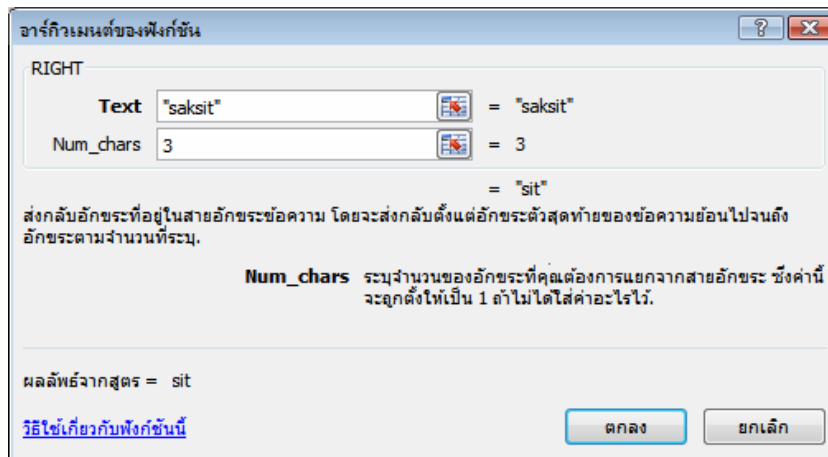 อาร์กิวเมนต์ของฟังก์ชัน
RIGHT
Text "saksit" = "saksit"
Num_chars 3 = 3
= "sit"
ส่งกลับอักขระที่อยู่ในสายอักขระข้อความ โดยจะส่งกลับตั้งแต่อักขระตัวสุดท้ายของข้อความย้อนไปจนถึง
อักขระตามจำนวนที่ระบุ.
Num_chars ระบุจำนวนของอักขระที่คุณต้องการแยกจากสายอักขระ ซึ่งค่านี้
จะถูกตั้งให้เป็น 1 ถ้าไม่ได้ใส่ค่าอะไรไว้.
ผลลัพธ์จากสูตร = sit
วิธีใช้เกี่ยวกับฟังก์ชันนี้
ตกลง ยกเลิก